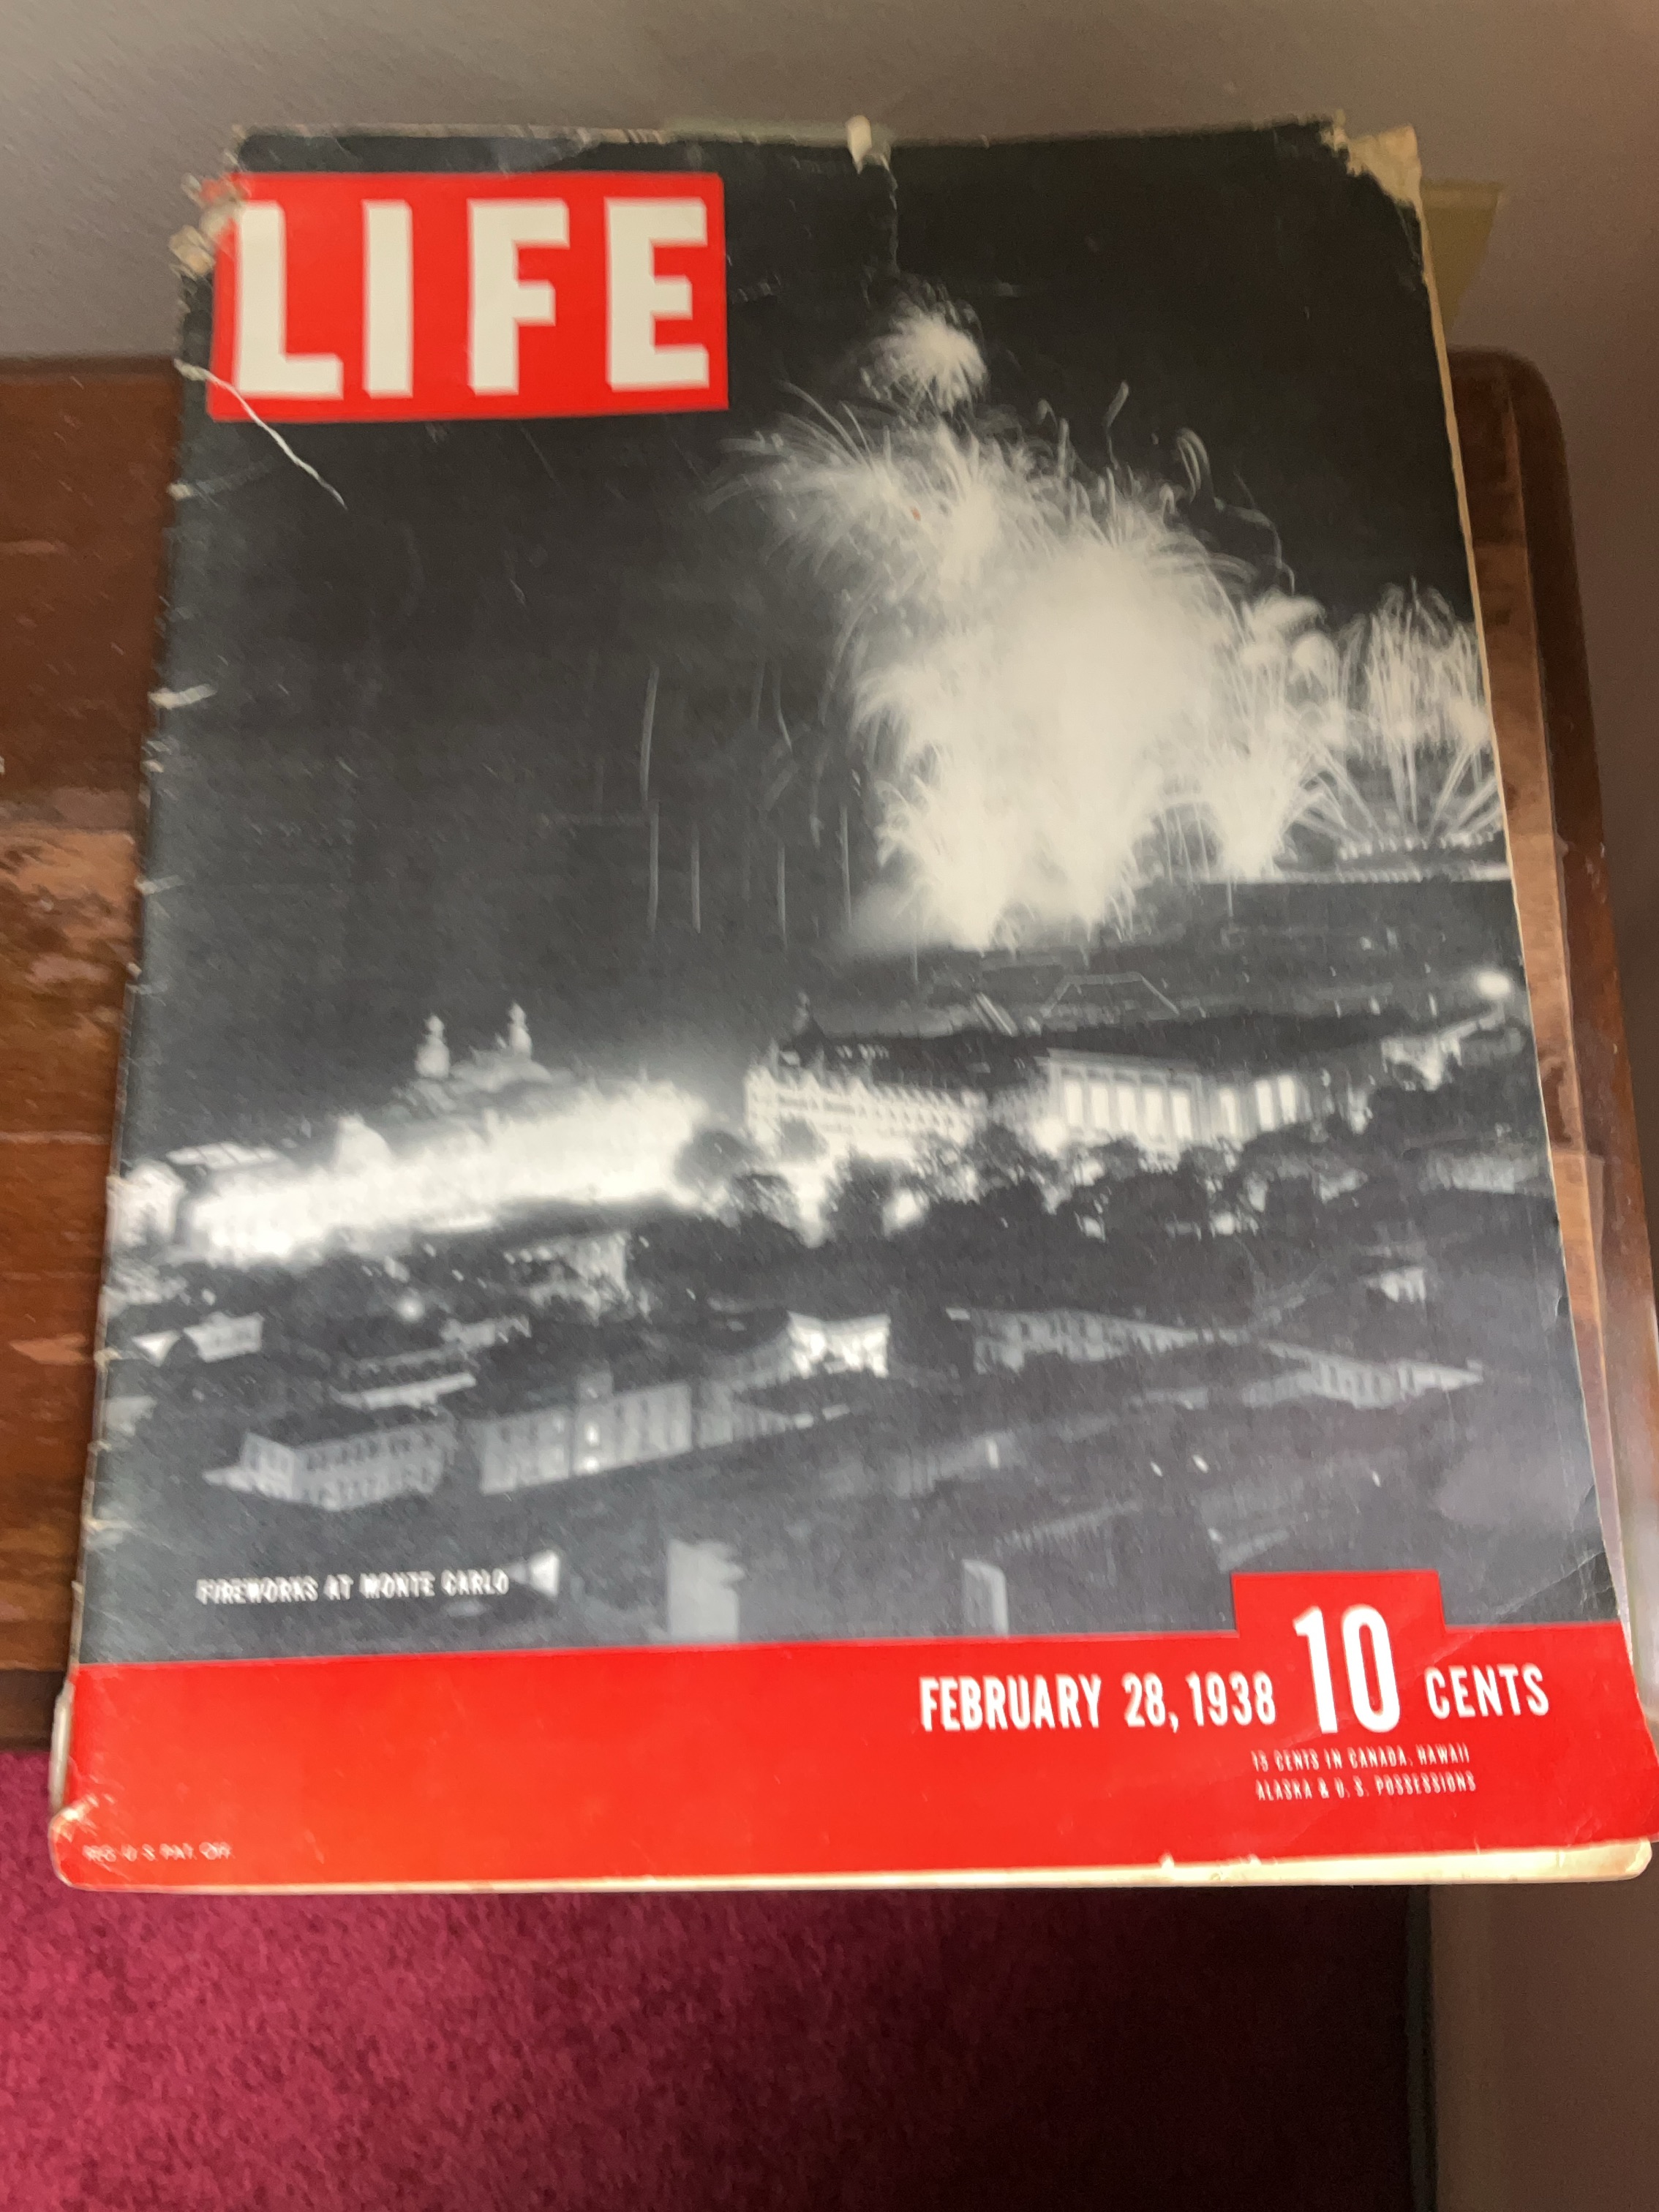 LIFE
FIREWORKS AT MONTE CARLO
FEBRUARY 28, 1938 10 CENTS
15 CENTS IN CANADA, HAWAII
ALASKA & U. S. POSSESSIONS
REG. U. S. PAT. OFF.